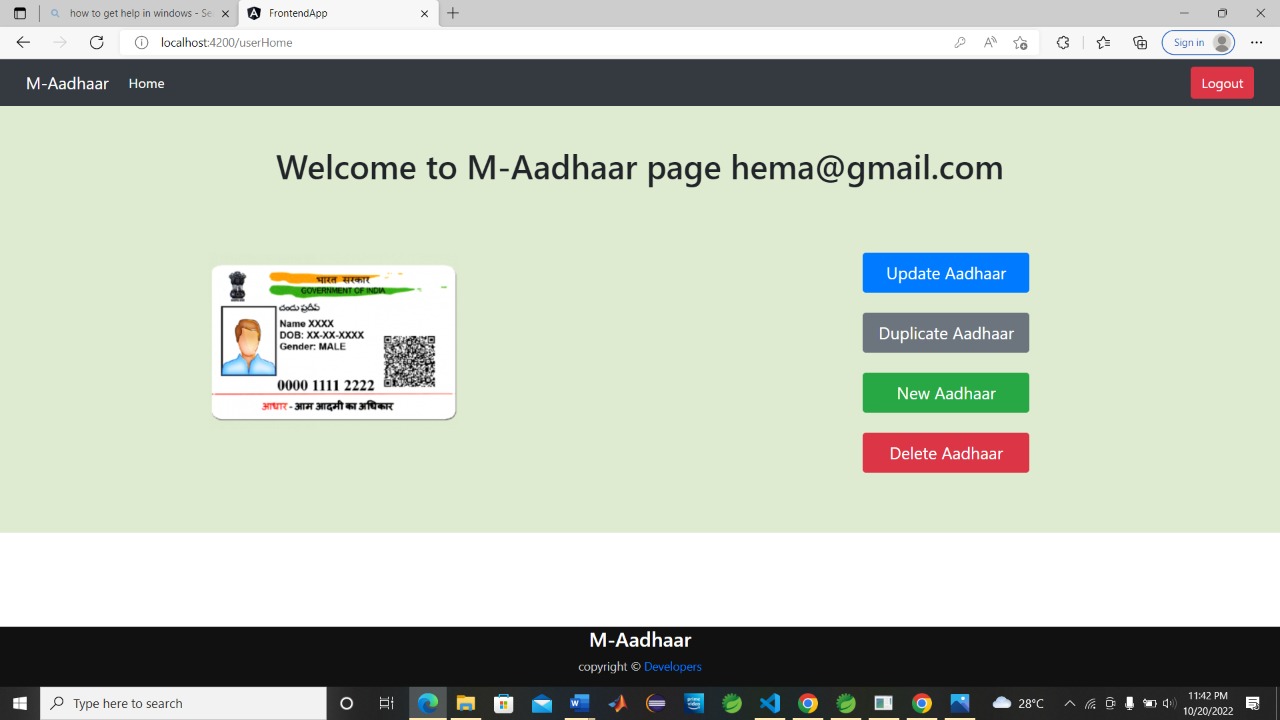 how to get help in windows - Se
FrontendApp
localhost:4200/userHome
Sign in
M-Aadhaar
Home
Logout
Welcome to M-Aadhaar page hema@gmail.com
भारत सरकार
GOVERNMENT OF INDIA
చందు ప్రదీప్
Name XXXX
DOB: XX-XX-XXXX
Gender: MALE
0000 1111 2222
आधार - आम आदमी का अधिकार
Update Aadhaar
Duplicate Aadhaar
New Aadhaar
Delete Aadhaar
M-Aadhaar
copyright © Developers
Type here to search
prime video
28°C
11:42 PM
10/20/2022